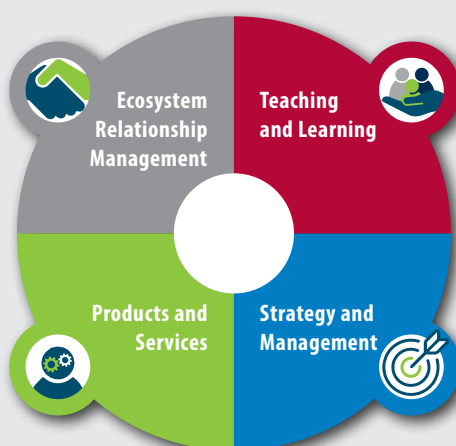 Ecosystem
Relationship
Management
Teaching
and Learning
Products and
Services
Strategy and
Management